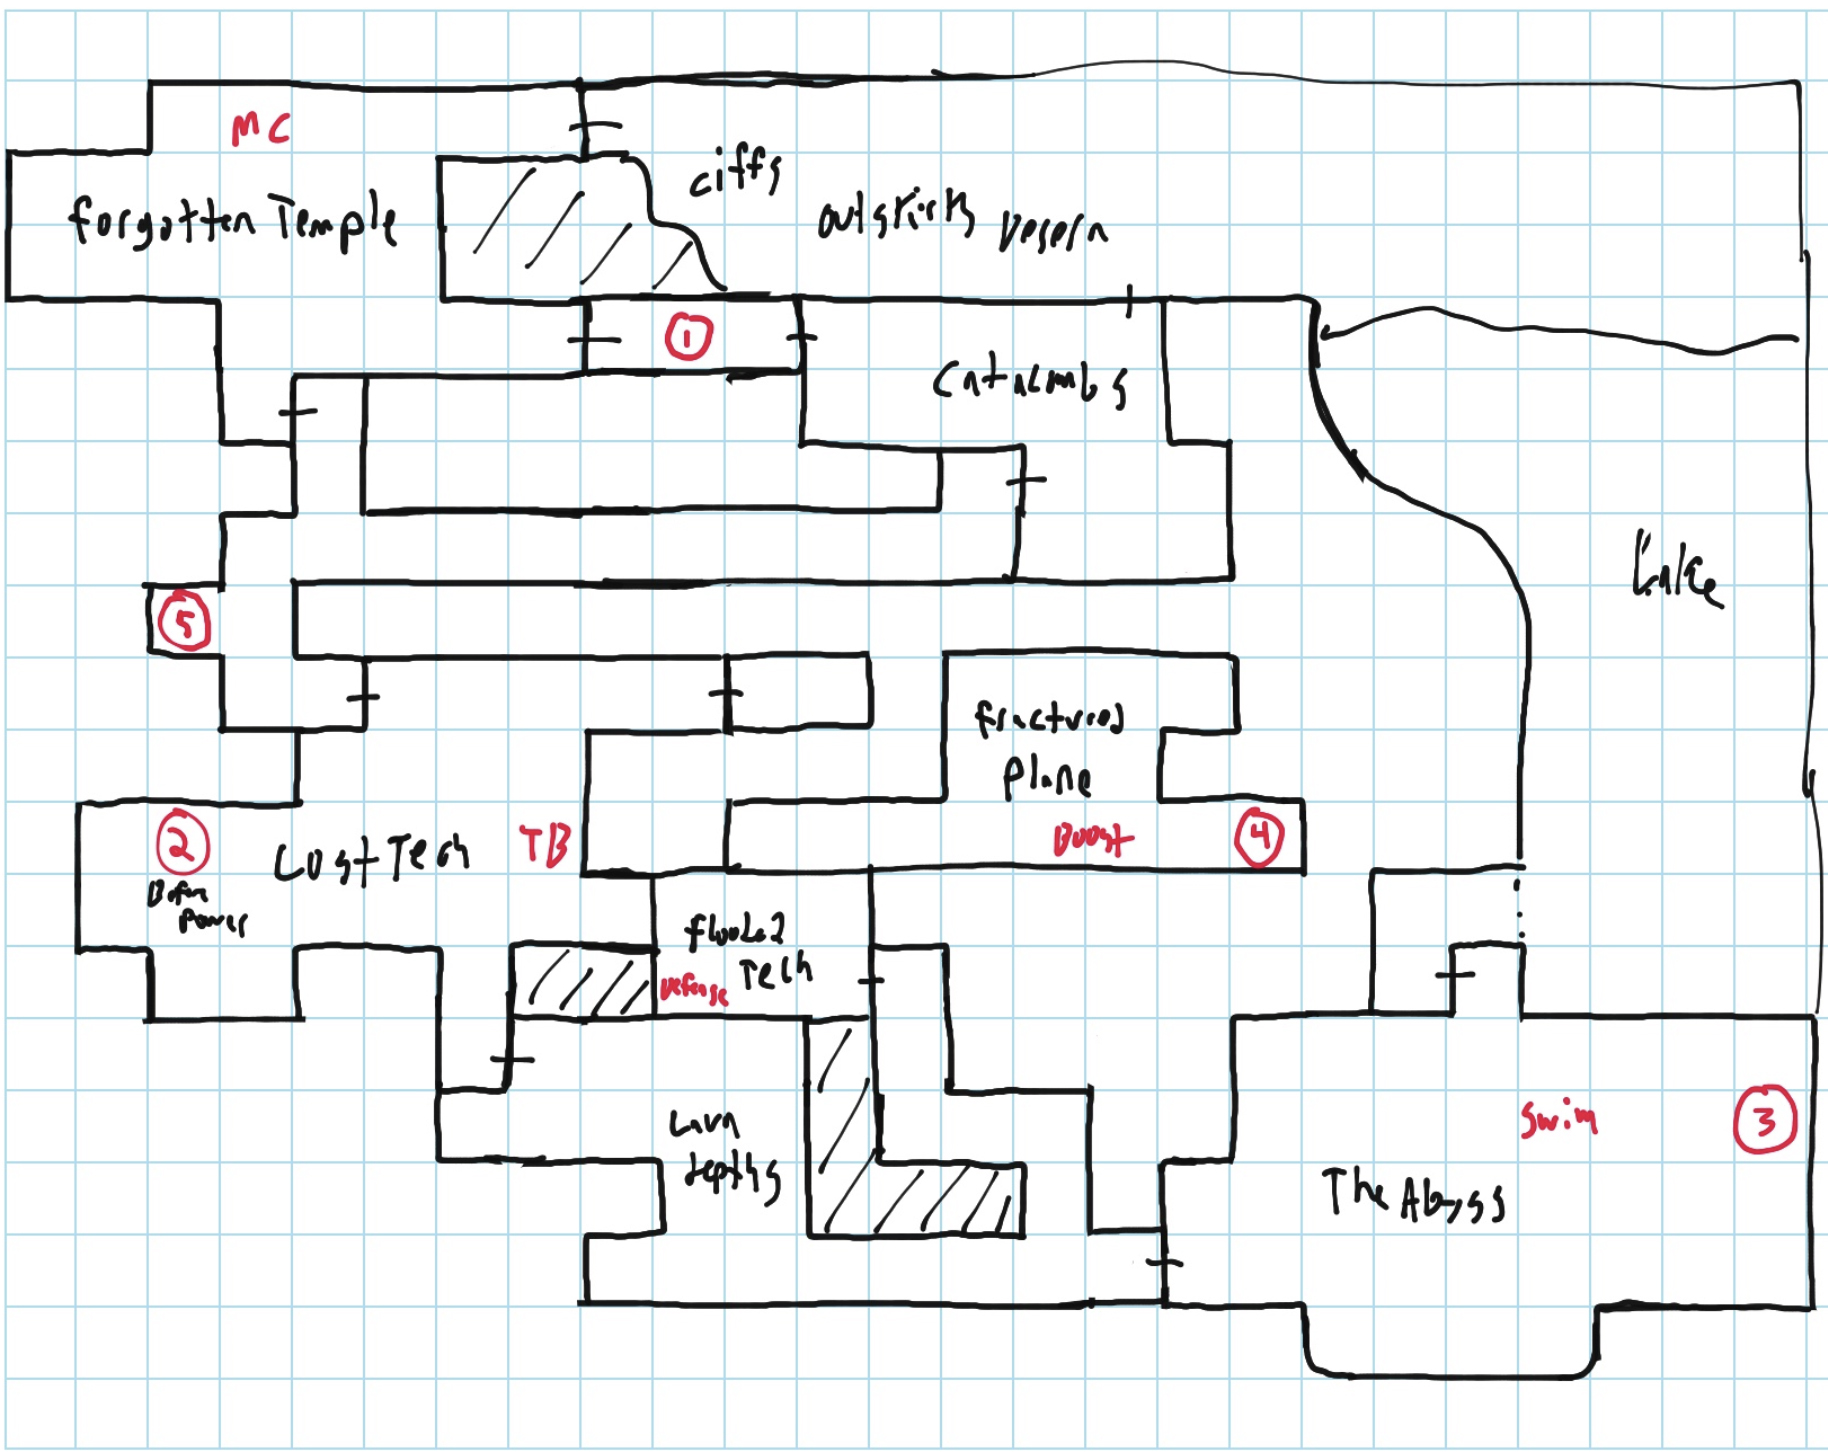 MC
ciffs
forgotten Temple
outskirts Desern
1
Catacombs
Lake
5
fractured
plane
2
Lost Tech
TB
Boost
4
Power
flooded
Tech
Defense
Lava
depths
Swim
3
The Abyss